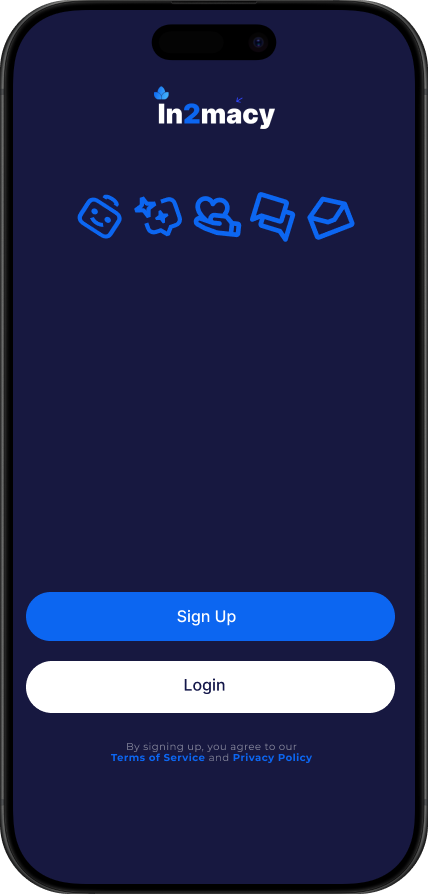 In2macy
Sign Up
Login
By signing up, you agree to our
Terms of Service and Privacy Policy